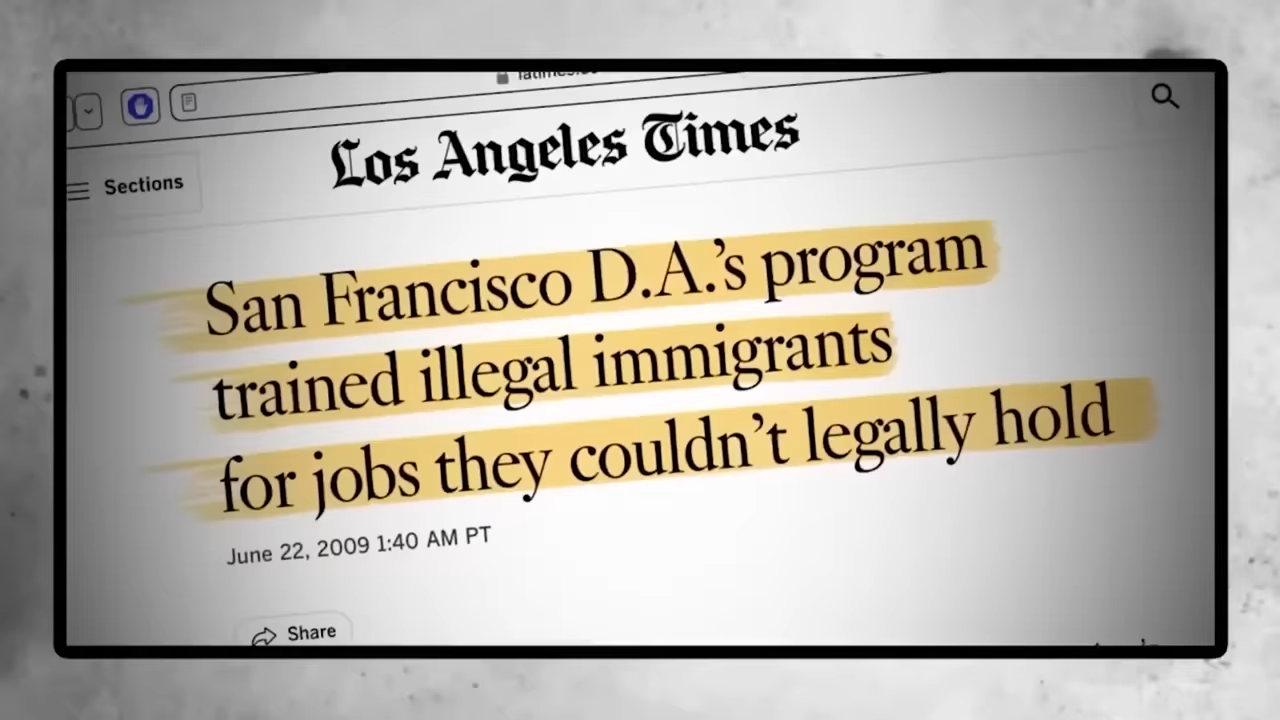 Los Angeles Times
Sections
San Francisco D.A.'s program
trained illegal immigrants
for jobs they couldn't legally hold
June 22, 2009 1:40 AM PT
Share